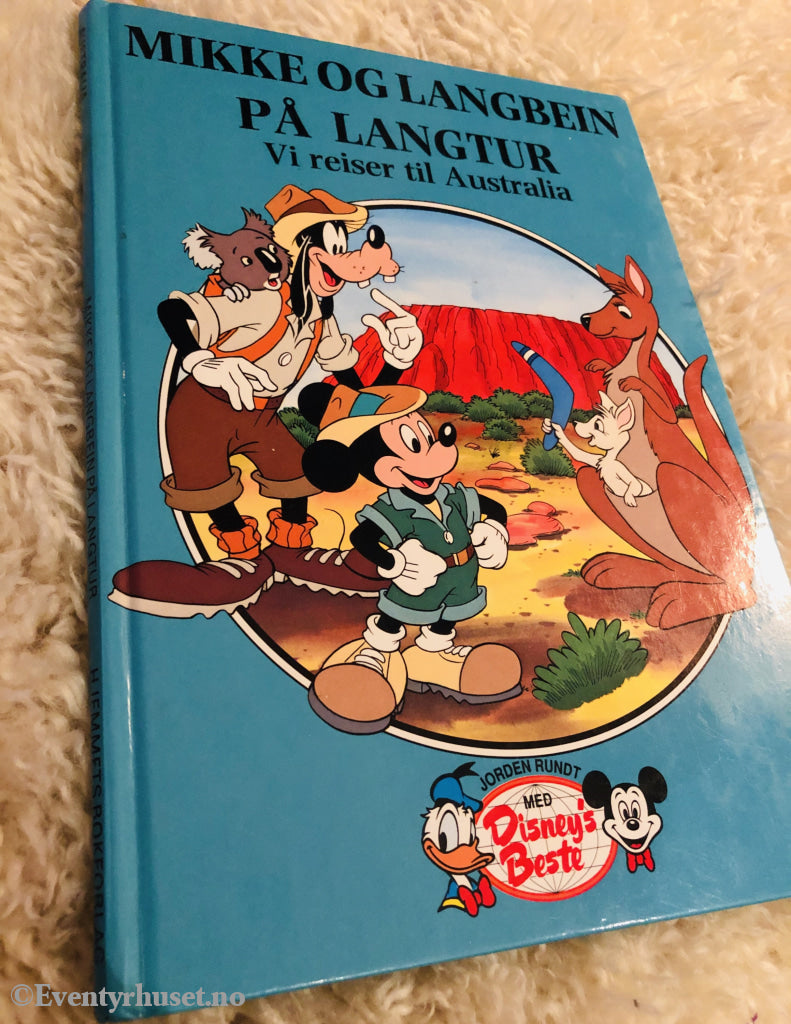 MIKKE OG LANGBEIN
PÅ LANGTUR
Vi reiser til Australia
JORDEN RUNDT
MED
Disney's
Beste
MIKKE OG LANGBEIN PÅ LANGTUR
HJEMMETS BOKFORLAG
©Eventyrhuset.no